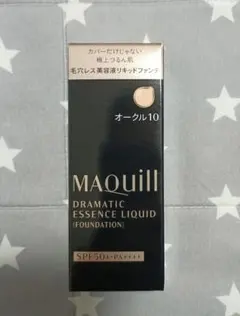 カバーだけじゃない
極上つるん肌
毛穴レス美容液リキッドファンデ
オークル10
MAQuill
DRAMATIC
ESSENCE LIQUID
(FOUNDATION)
SPF50+・PA++++